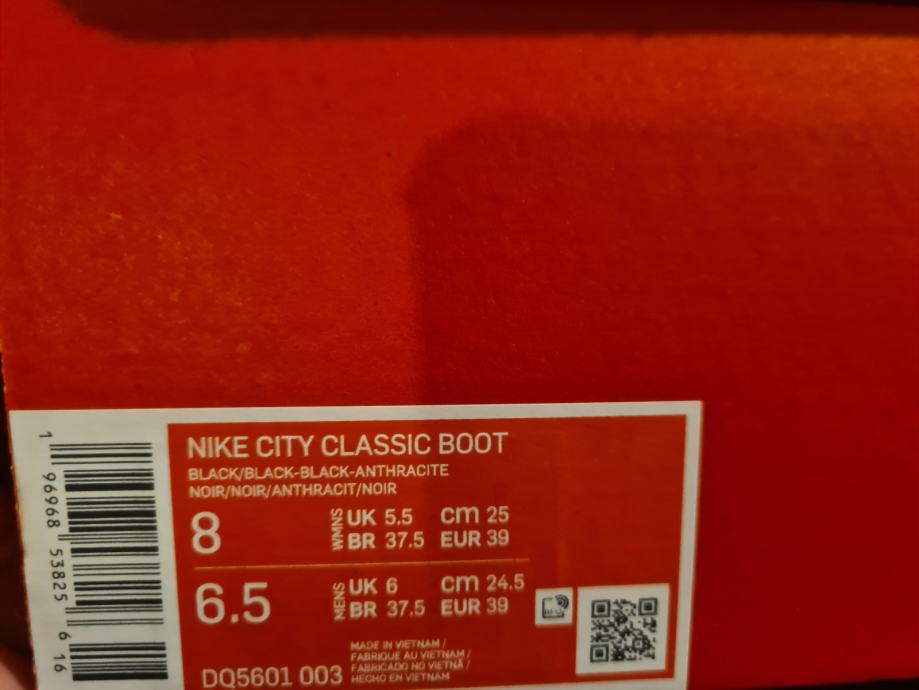 NIKE CITY CLASSIC BOOT
BLACK/BLACK-BLACK-ANTHRACITE
NOIR/NOIR/ANTHRACIT/NOIR
8 WMNS UK 5.5 cm 25
BR 37.5 EUR 39
6.5 MENS UK 6 cm 24.5
BR 37.5 EUR 39
MADE IN VIETNAM /
FABRIQUE AU VIETNAM /
FABRICADO NO VIETNÃ /
HECHO EN VIETNAM
DQ5601 003
1 96968 53825 6 16